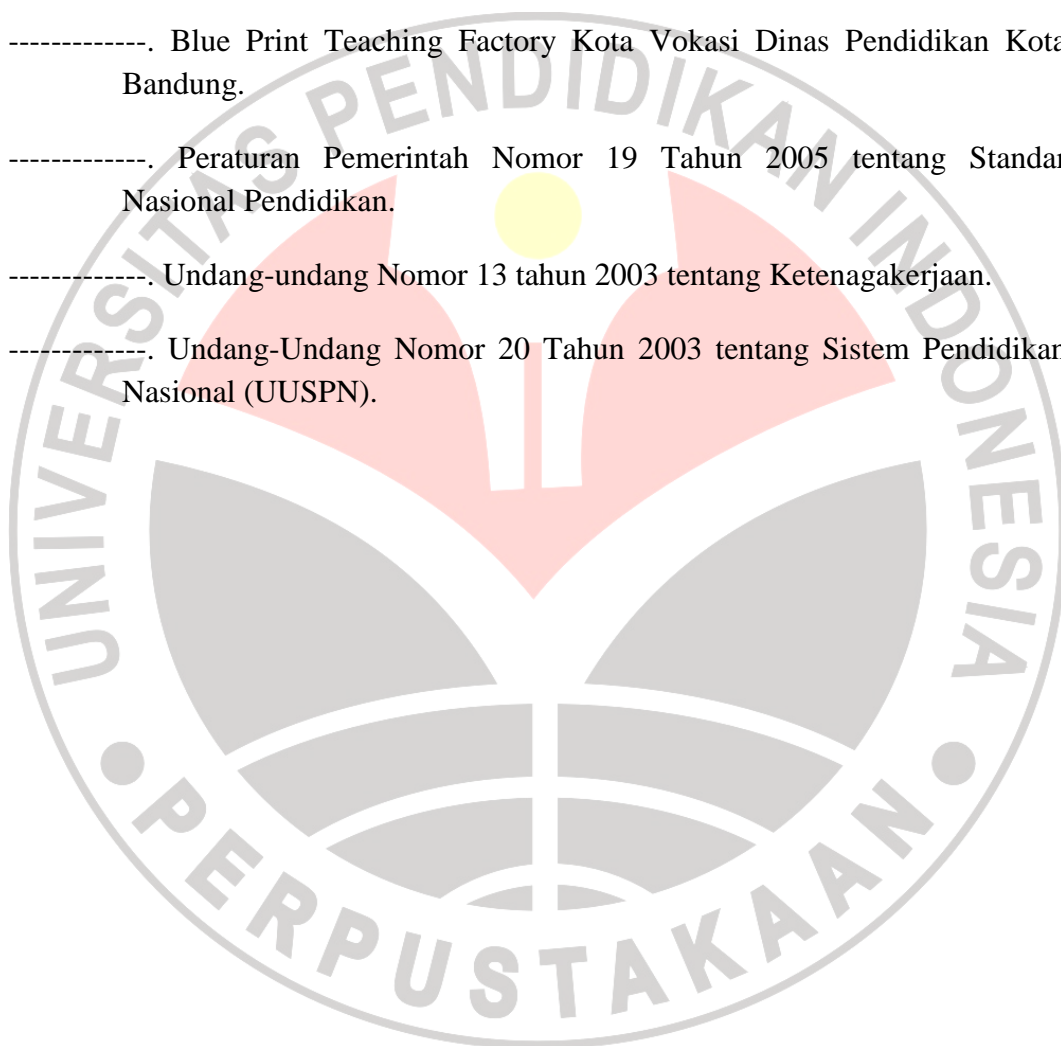 -------------. Blue Print Teaching Factory Kota Vokasi Dinas Pendidikan Kota
Bandung.
-------------. Peraturan Pemerintah Nomor 19 Tahun 2005 tentang Standar
Nasional Pendidikan.
-------------. Undang-undang Nomor 13 tahun 2003 tentang Ketenagakerjaan.
-------------. Undang-Undang Nomor 20 Tahun 2003 tentang Sistem Pendidikan
Nasional (UUSPN).
UNIVERSITAS PENDIDIKAN INDONESIA
PERPUSTAKAAN